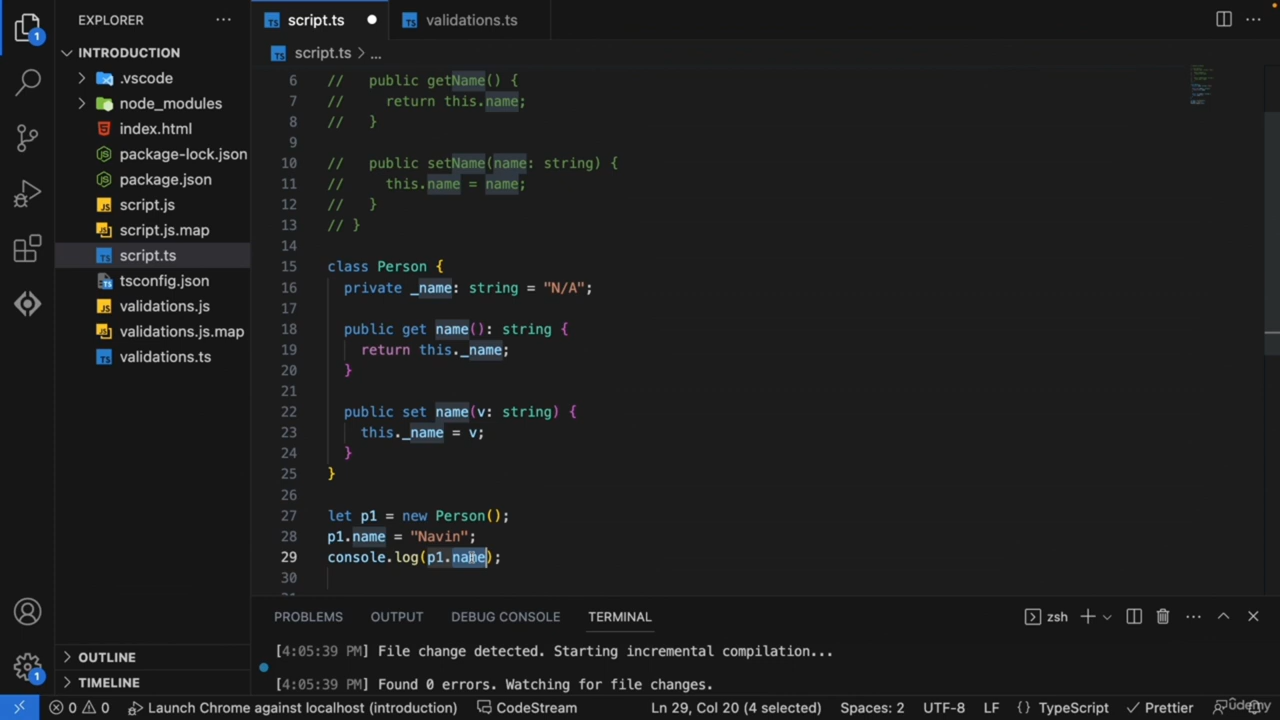 EXPLORER
INTRODUCTION
.vscode
node_modules
index.html
package-lock.json
package.json
script.js
script.js.map
script.ts
tsconfig.json
validations.js
validations.js.map
validations.ts
OUTLINE
TIMELINE
script.ts
validations.ts
script.ts > ...
6 //   public getName() {
7 //     return this.name;
8 //   }
9
10 //   public setName(name: string) {
11 //     this.name = name;
12 //   }
13 // }
14
15 class Person {
16   private _name: string = "N/A";
17
18   public get name(): string {
19     return this._name;
20   }
21
22   public set name(v: string) {
23     this._name = v;
24   }
25 }
26
27 let p1 = new Person();
28 p1.name = "Navin";
29 console.log(p1.name);
30
PROBLEMS OUTPUT DEBUG CONSOLE TERMINAL zsh
[4:05:39 PM] File change detected. Starting incremental compilation...
[4:05:39 PM] Found 0 errors. Watching for file changes.
1
1
0 0 Launch Chrome against localhost (introduction) CodeStream Ln 29, Col 20 (4 selected) Spaces: 2 UTF-8 LF {} TypeScript Prettier
udemy